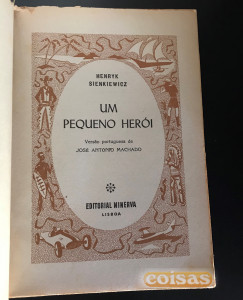 HENRYK
SIENKIEWICZ
UM
PEQUENO HERÓI
Versão portuguesa de
JOSÉ ANTÓNIO MACHADO
EDITORIAL MINERVA
LISBOA
coisas